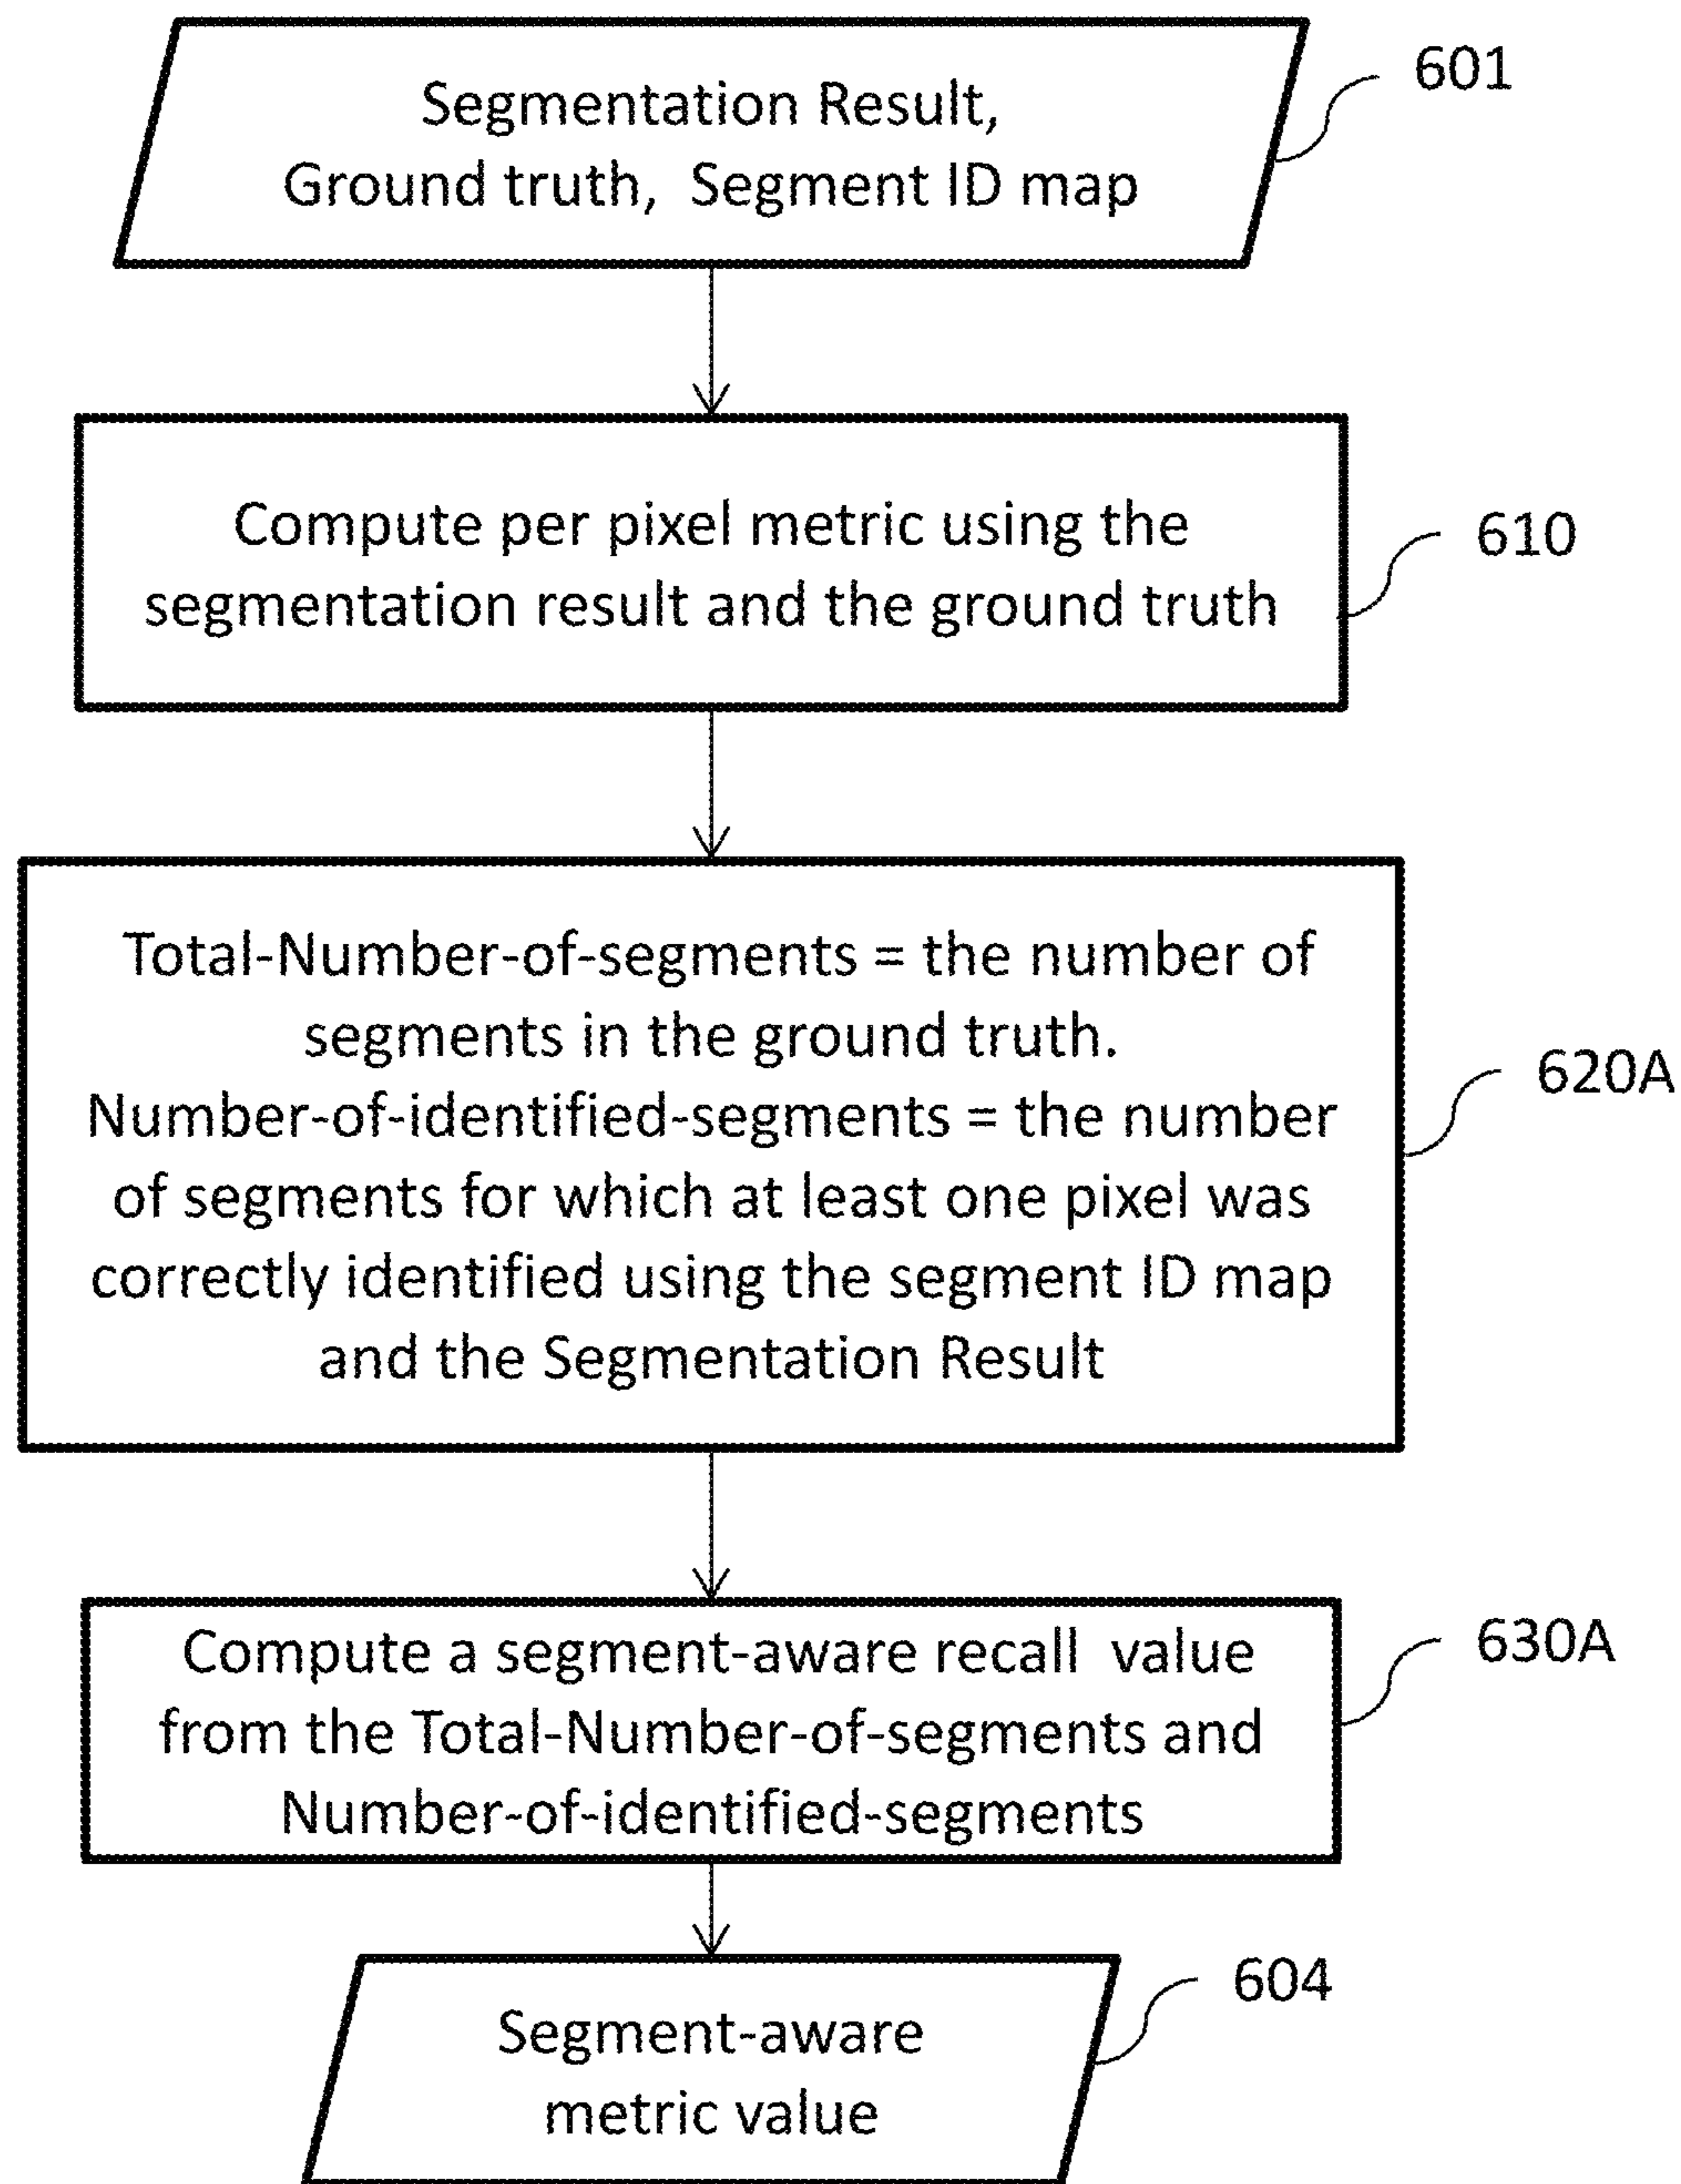 Segmentation Result,
Ground truth, Segment ID map
601
Compute per pixel metric using the
segmentation result and the ground truth
610
Total-Number-of-segments = the number of
segments in the ground truth.
Number-of-identified-segments = the number
of segments for which at least one pixel was
correctly identified using the segment ID map
and the Segmentation Result
620A
Compute a segment-aware recall value
from the Total-Number-of-segments and
Number-of-identified-segments
630A
Segment-aware
metric value
604